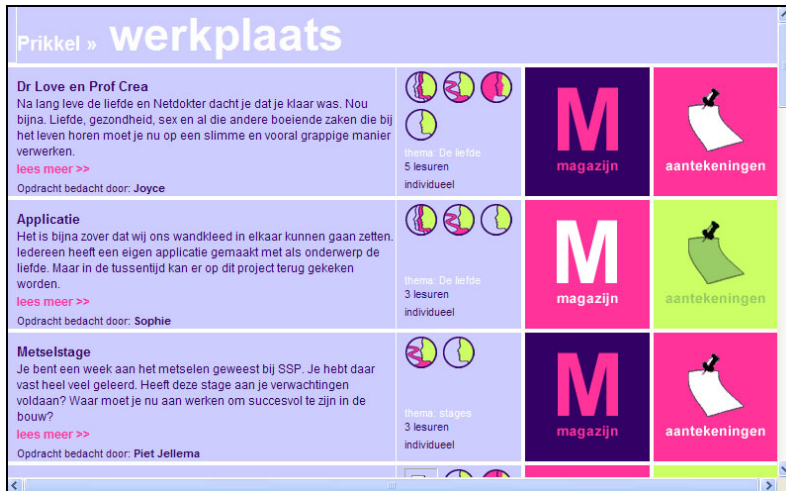 Prikkel » werkplaats
Dr Love en Prof Crea
Na lang leve de liefde en Netdokter dacht je dat je klaar was. Nou
bijna. Liefde, gezondheid, sex en al die andere boeiende zaken die bij
het leven horen moet je nu op een slimme en vooral grappige manier
verwerken.
lees meer >>
Opdracht bedacht door: Joyce
thema: De liefde
5 lesuren
individueel
M
magazijn
aantekeningen
Applicatie
Het is bijna zover dat wij ons wandkleed in elkaar kunnen gaan zetten.
Iedereen heeft een eigen applicatie gemaakt met als onderwerp de
liefde. Maar in de tussentijd kan er op dit project terug gekeken
worden.
lees meer >>
Opdracht bedacht door: Sophie
thema: De liefde
3 lesuren
individueel
M
magazijn
aantekeningen
Metselstage
Je bent een week aan het metselen geweest bij SSP. Je hebt daar
vast heel veel geleerd. Heeft deze stage aan je verwachtingen
voldaan? Waar moet je nu aan werken om succesvol te zijn in de
bouw?
lees meer >>
Opdracht bedacht door: Piet Jellema
thema: stages
3 lesuren
individueel
M
magazijn
aantekeningen